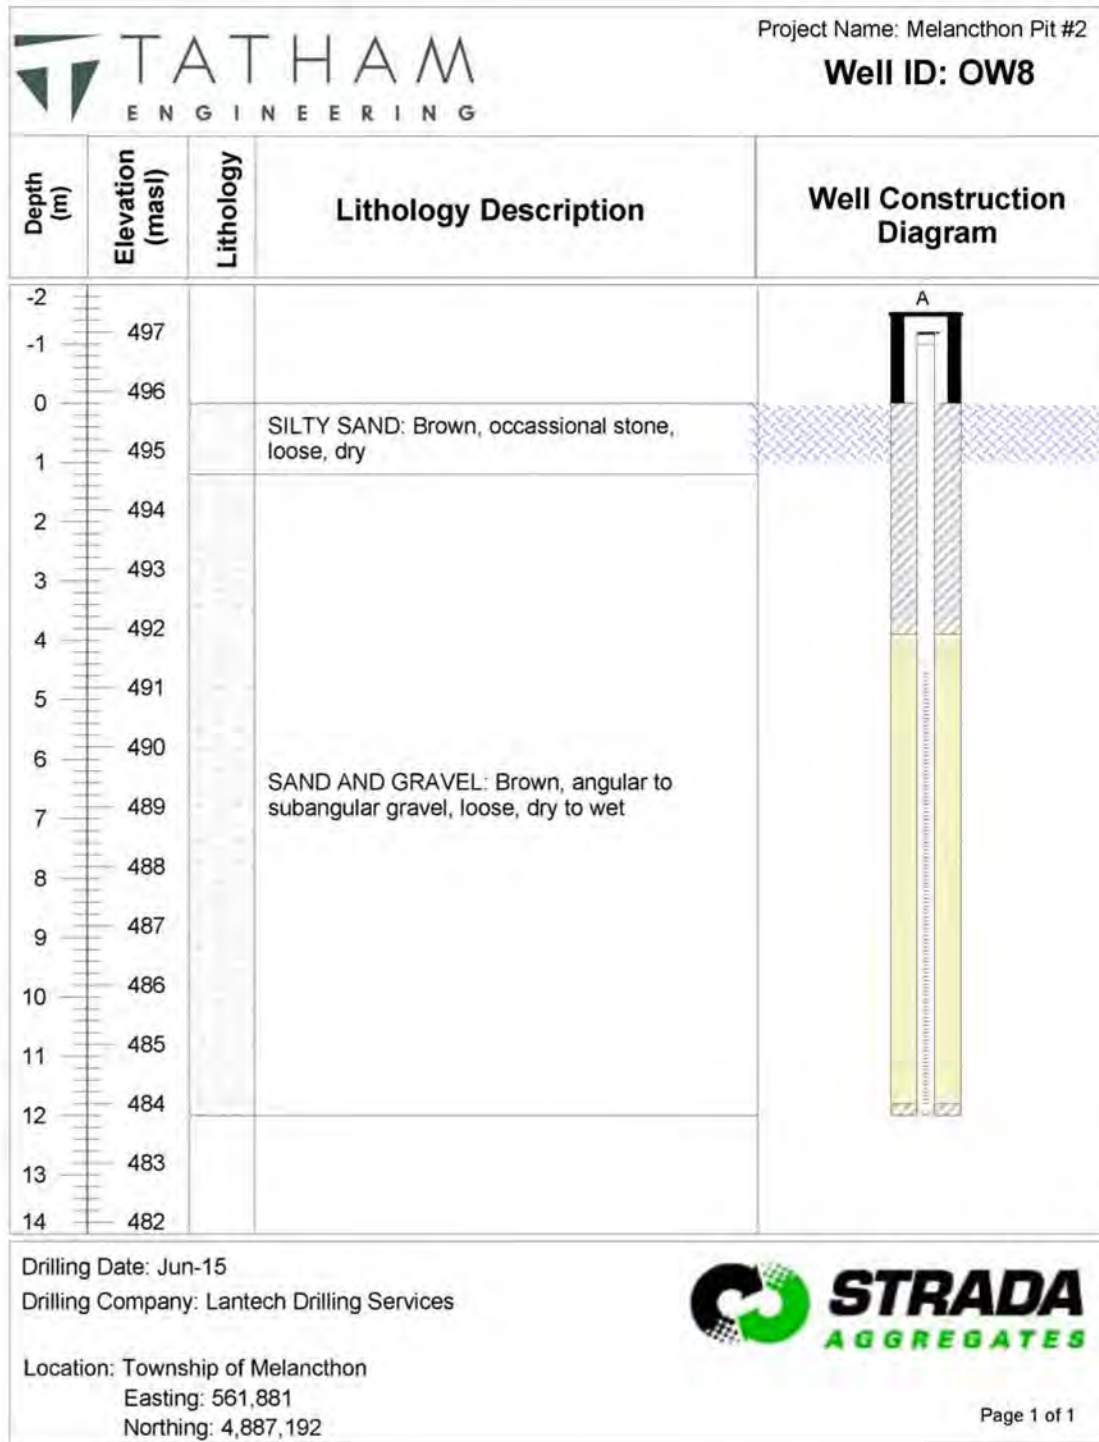 TATHAM
ENGINEERING
Project Name: Melancthon Pit #2
Well ID: OW8
Depth
(m)
Elevation
(masl)
Lithology
Lithology Description
Well Construction
Diagram
-2
-1
0
1
2
3
4
5
6
7
8
9
10
11
12
13
14
497
496
495
494
493
492
491
490
489
488
487
486
485
484
483
482
SILTY SAND: Brown, occassional stone,
loose, dry
SAND AND GRAVEL: Brown, angular to
subangular gravel, loose, dry to wet
A
Drilling Date: Jun-15
Drilling Company: Lantech Drilling Services
Location: Township of Melancthon
Easting: 561,881
Northing: 4,887,192
STRADA
AGGREGATES
Page 1 of 1